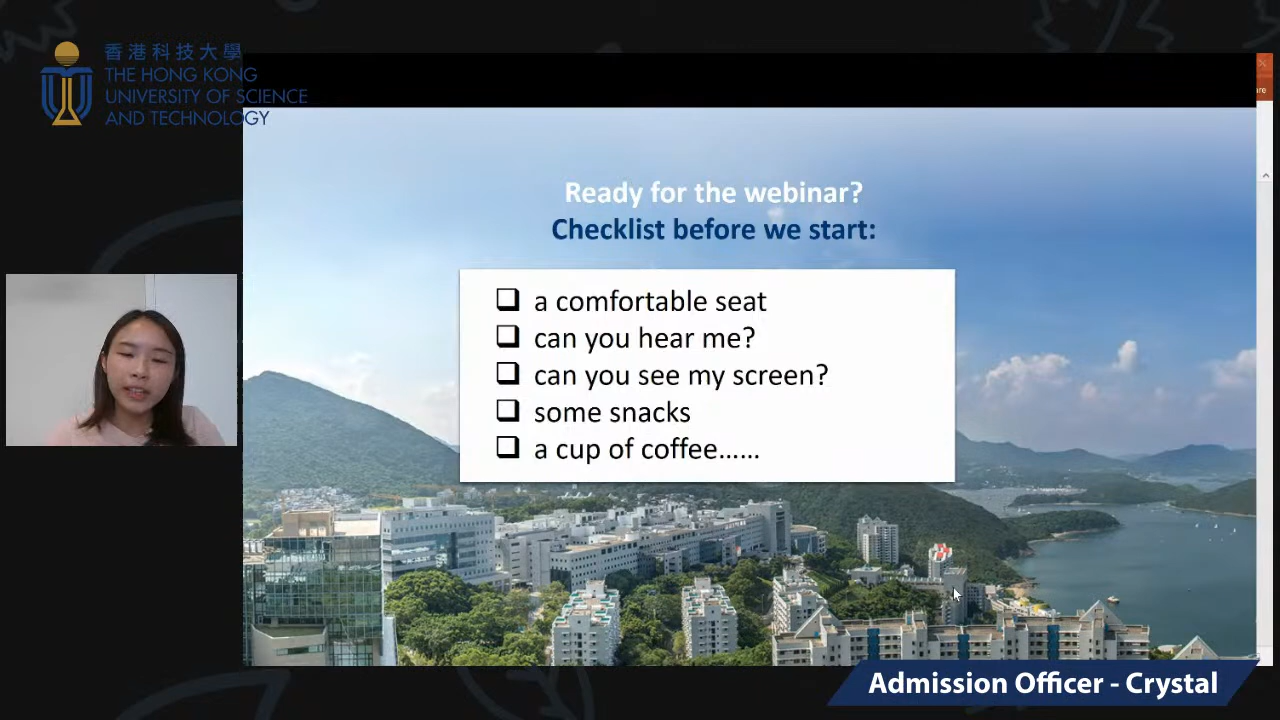 香港科技大學
THE HONG KONG
UNIVERSITY OF SCIENCE
AND TECHNOLOGY
Ready for the webinar?
Checklist before we start:
a comfortable seat
can you hear me?
can you see my screen?
some snacks
a cup of coffee......
Admission Officer - Crystal